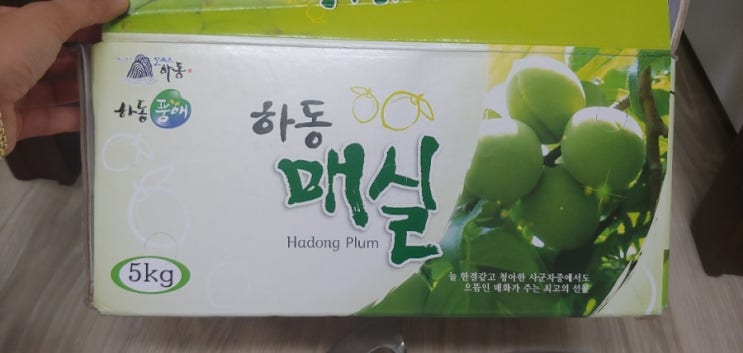 하동
하동 풍애
하동
매실
Hadong Plum
5kg
늘 한결같고 청아한 사군자중에서도
으뜸인 매화가 주는 최고의 선물